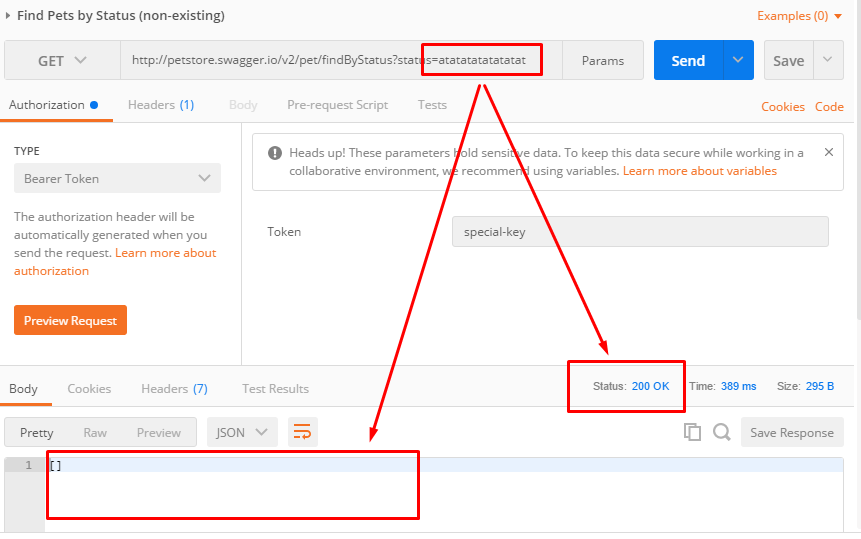 Find Pets by Status (non-existing)
Examples (0)
GET
http://petstore.swagger.io/v2/pet/findByStatus?status=atatatatatatatat
Params
Send
Save
Authorization
Headers (1)
Body
Pre-request Script
Tests
Cookies
Code
TYPE
Bearer Token
The authorization header will be
automatically generated when you
send the request. Learn more about
authorization
Preview Request
Heads up! These parameters hold sensitive data. To keep this data secure while working in a
collaborative environment, we recommend using variables. Learn more about variables
Token
special-key
Body
Cookies
Headers (7)
Test Results
Status: 200 OK
Time: 389 ms
Size: 295 B
Pretty
Raw
Preview
JSON
Save Response
1
[]